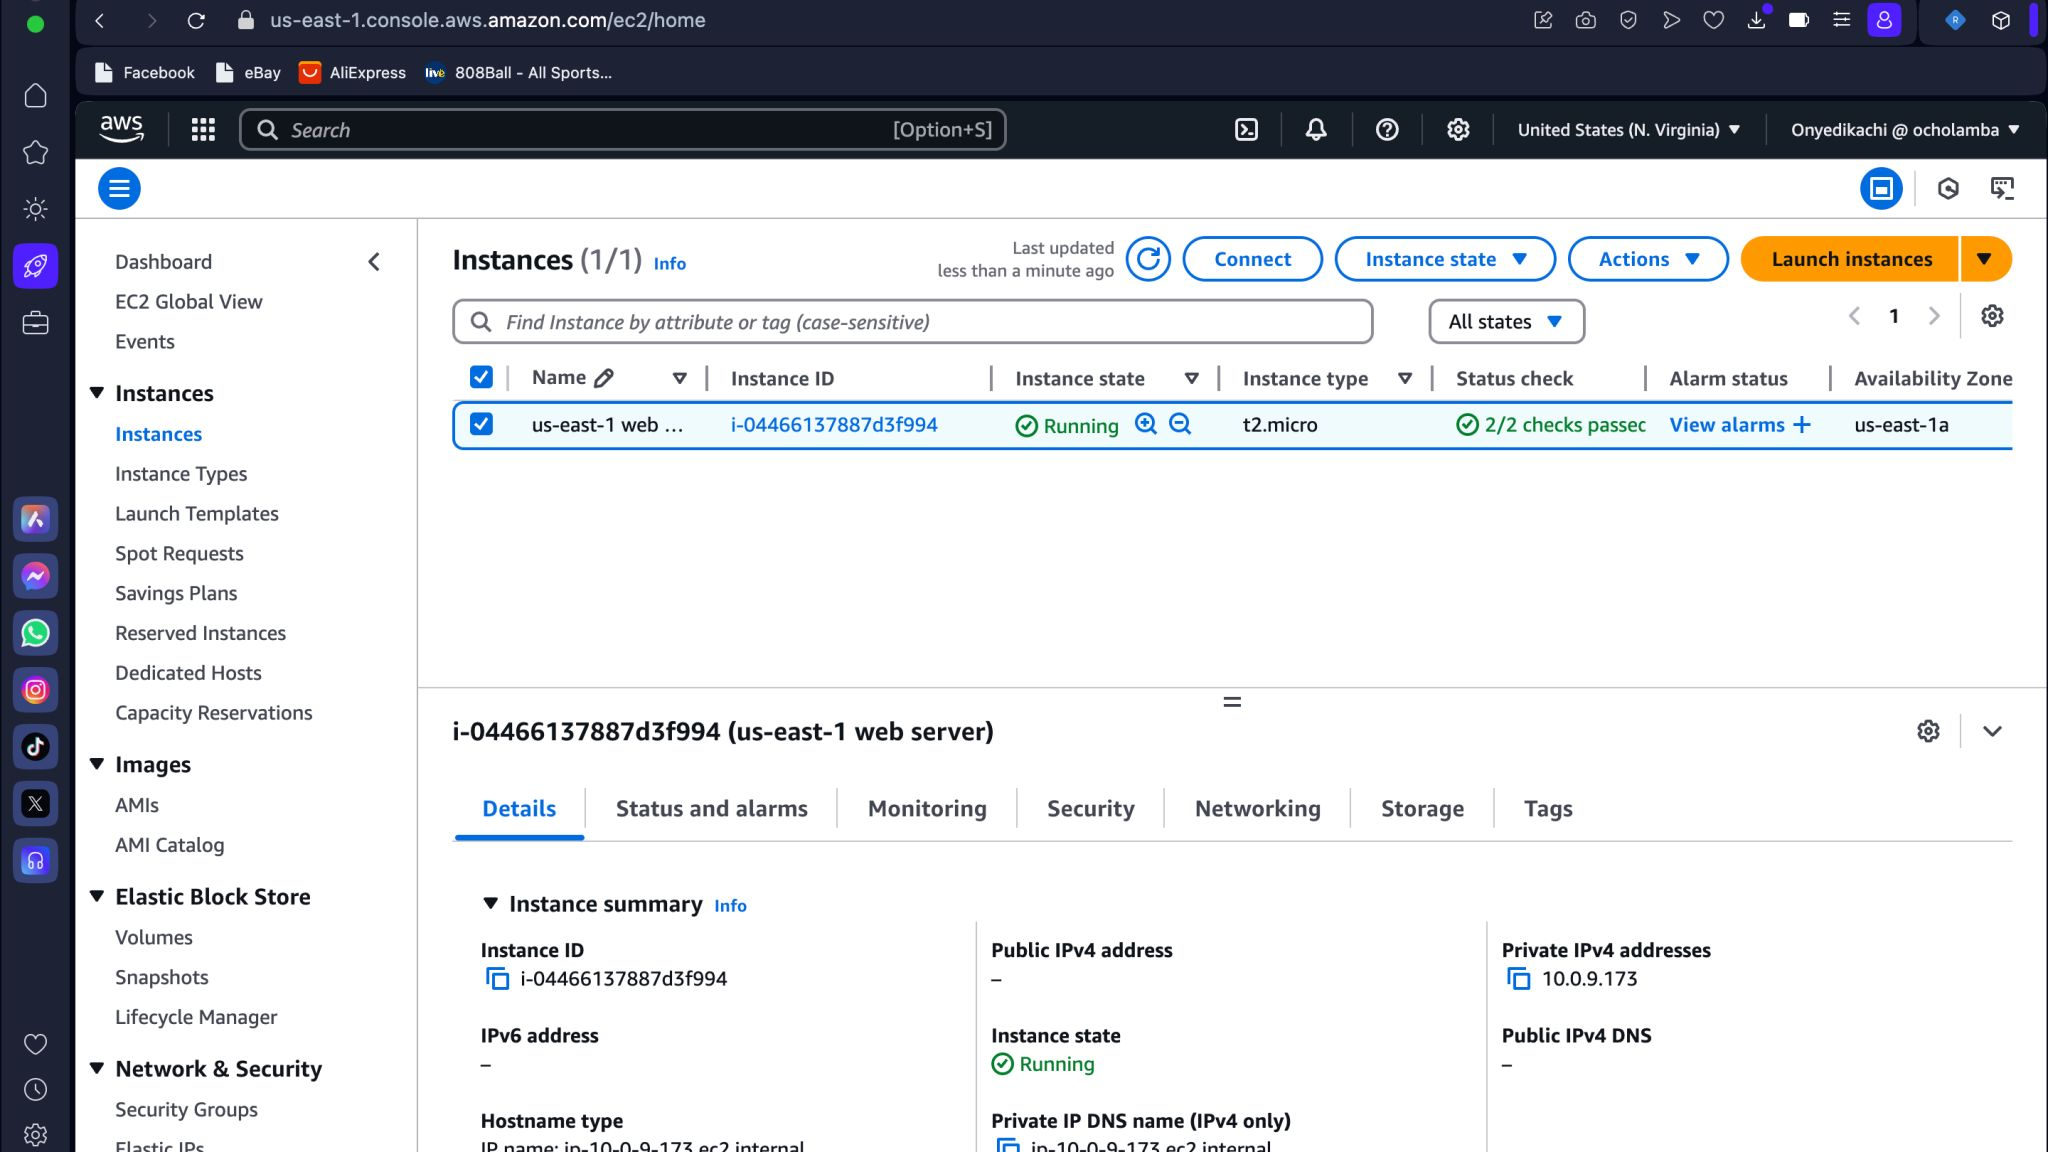 us-east-1.console.aws.amazon.com/ec2/home
Facebook eBay AliExpress live 808Ball - All Sports...
aws Search [Option+S] United States (N. Virginia) Onyedikachi @ ocholamba
Dashboard
EC2 Global View
Events
Instances
Instances
Instance Types
Launch Templates
Spot Requests
Savings Plans
Reserved Instances
Dedicated Hosts
Capacity Reservations
Images
AMIs
AMI Catalog
Elastic Block Store
Volumes
Snapshots
Lifecycle Manager
Network & Security
Security Groups
Elastic IPs
Instances (1/1) Info
Last updated
less than a minute ago
Connect Instance state Actions Launch instances
Find Instance by attribute or tag (case-sensitive) All states 1
Name Instance ID Instance state Instance type Status check Alarm status Availability Zone
us-east-1 web ... i-04466137887d3f994 Running t2.micro 2/2 checks passec View alarms + us-east-1a
i-04466137887d3f994 (us-east-1 web server)
Details Status and alarms Monitoring Security Networking Storage Tags
Instance summary Info
Instance ID
i-04466137887d3f994
Public IPv4 address
–
Private IPv4 addresses
10.0.9.173
IPv6 address
–
Instance state
Running
Public IPv4 DNS
–
Hostname type
IP name: ip-10-0-9-173.ec2.internal
Private IP DNS name (IPv4 only)
ip-10-0-9-173.ec2.internal